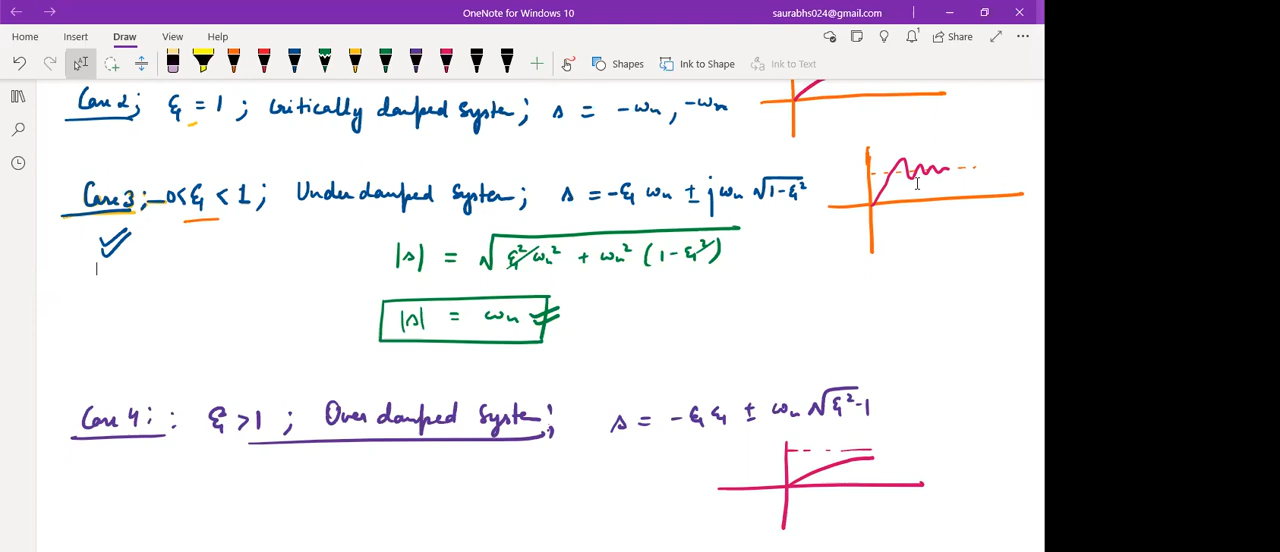 OneNote for Windows 10
saurabhs024@gmail.com
Home Insert Draw View Help
Share
Shapes Ink to Shape Ink to Text
Case 2; ξ = 1; Critically damped system; s = -ωn, -ωn
Case 3; 0<ξ<1; Underdamped system; s = -ξ ωn ± jωn √1-ξ²
|s| = √ξ²ωn² + ωn² (1-ξ²)
|s| = ωn
Case 4; : ξ >1; Overdamped system; s = -ξ ξ ± ωn √ξ²-1